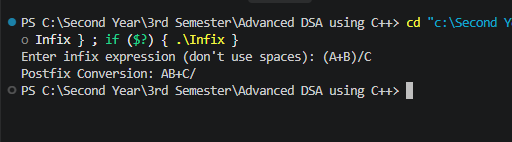 PS C:\Second Year\3rd Semester\Advanced DSA using C++> cd "c:\Second Y
o Infix } ; if ($?) { .\Infix }
Enter infix expression (don't use spaces): (A+B)/C
Postfix Conversion: AB+C/
PS C:\Second Year\3rd Semester\Advanced DSA using C++>